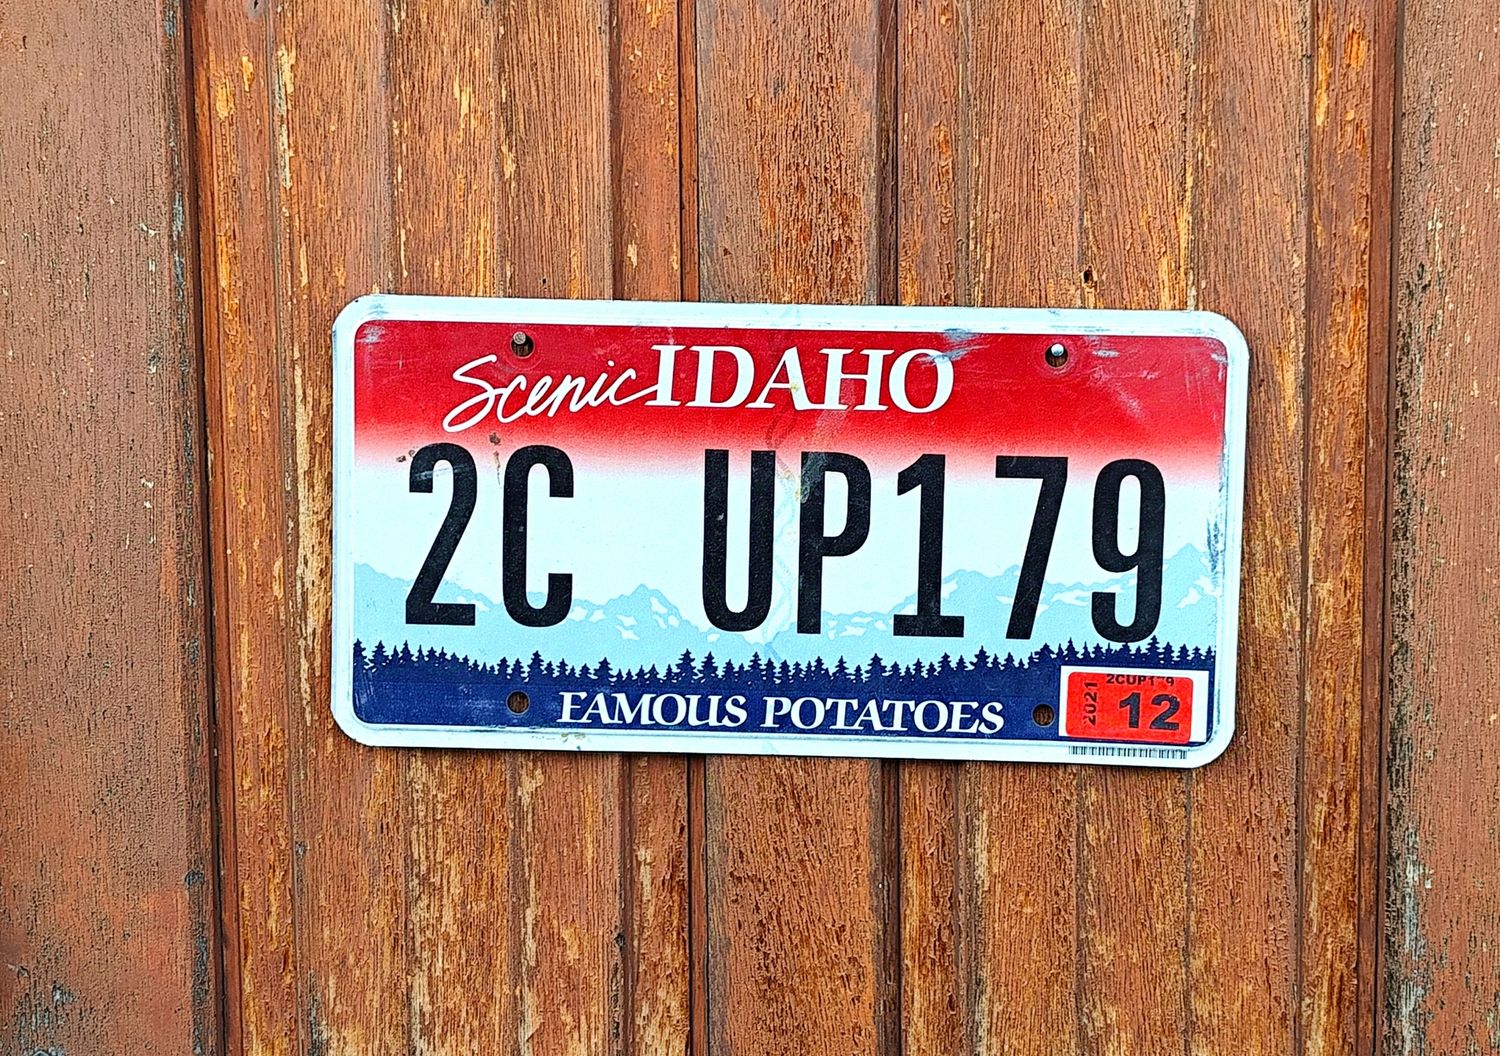 Scenic IDAHO
2C UP179
FAMOUS POTATOES
2021
12